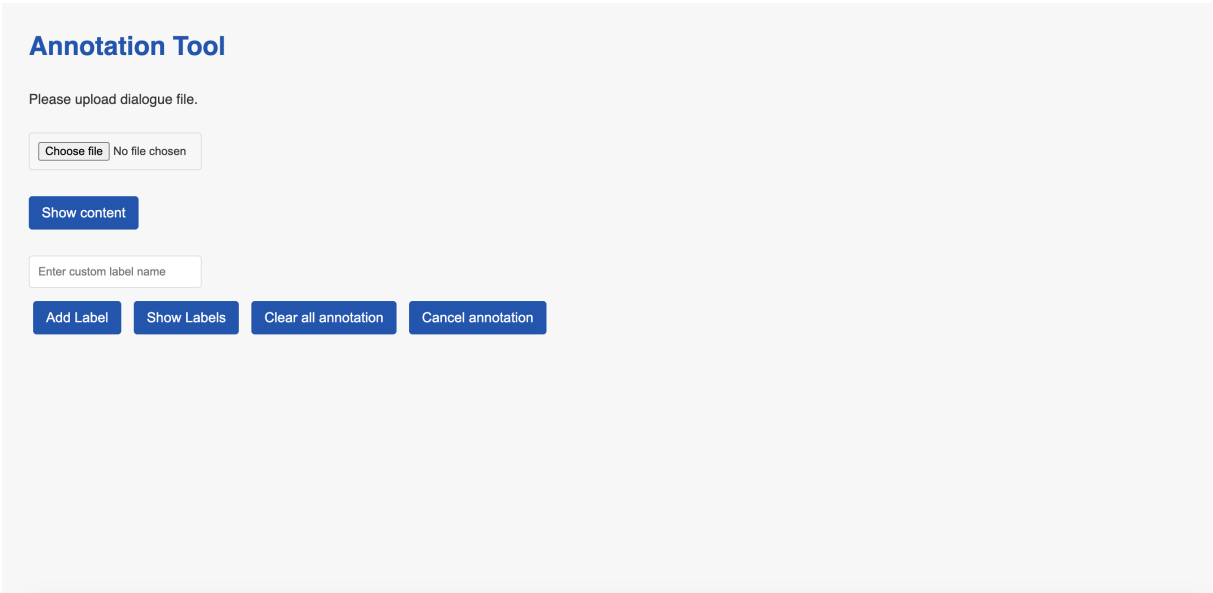 Annotation Tool
Please upload dialogue file.
Choose file No file chosen
Show content
Enter custom label name
Add Label Show Labels Clear all annotation Cancel annotation